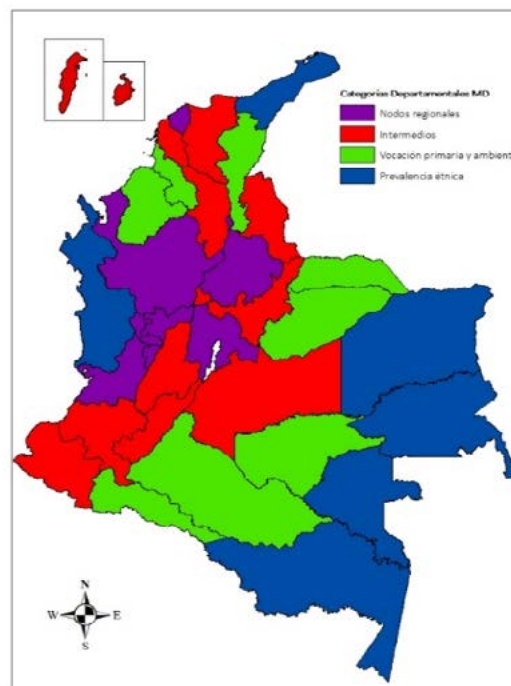 Categorías Departamentales MD
Nodos regionales
Intermedios
Vocación primaria y ambient
Prevalencia étnica
N
W E
S